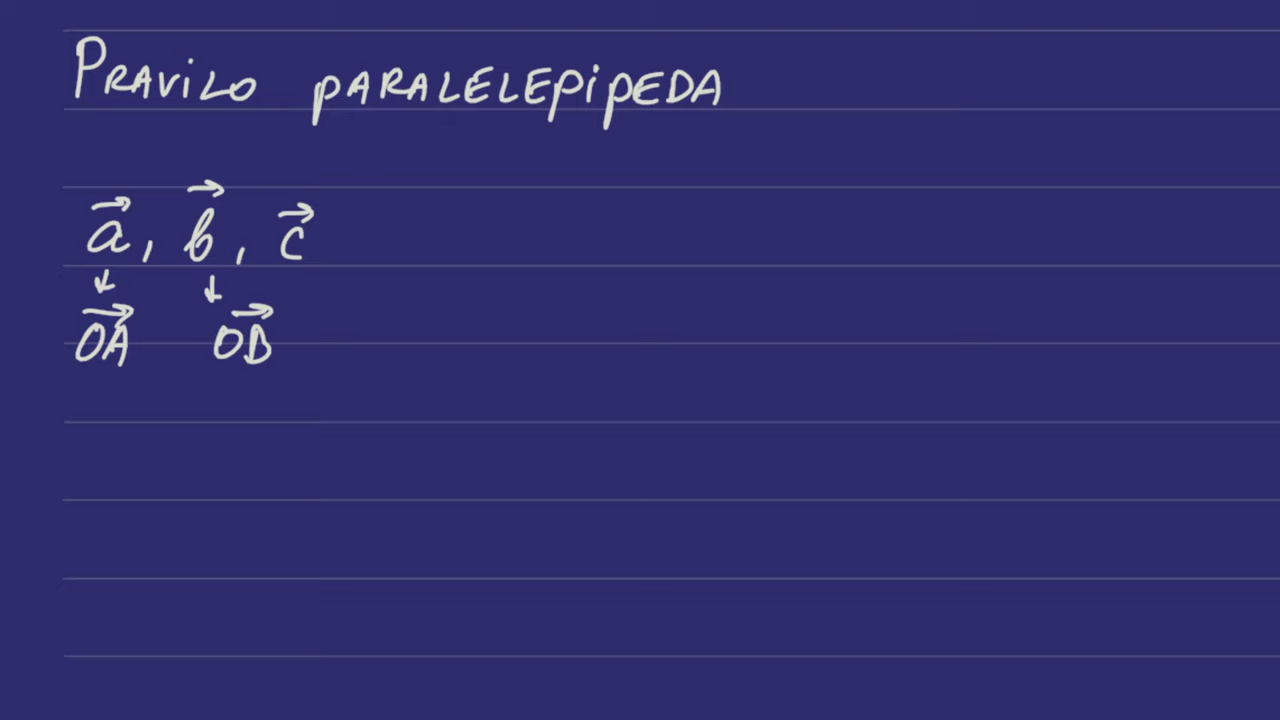 PRAVILO PARALELEPIPEDA
a⃗, b⃗, c⃗
↓ ↓
OA⃗ OB⃗